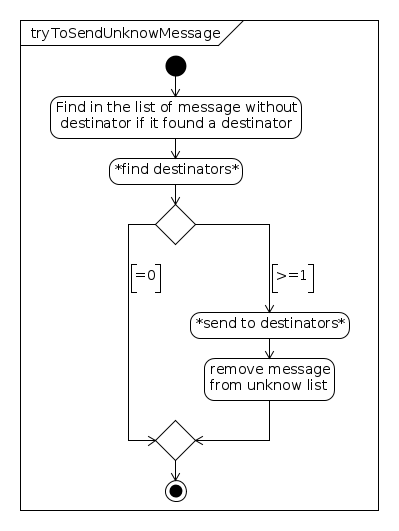 tryToSendUnknowMessage
Find in the list of message without
destinator if it found a destinator
*find destinators*
[=0]
[>=1]
*send to destinators*
remove message
from unknow list